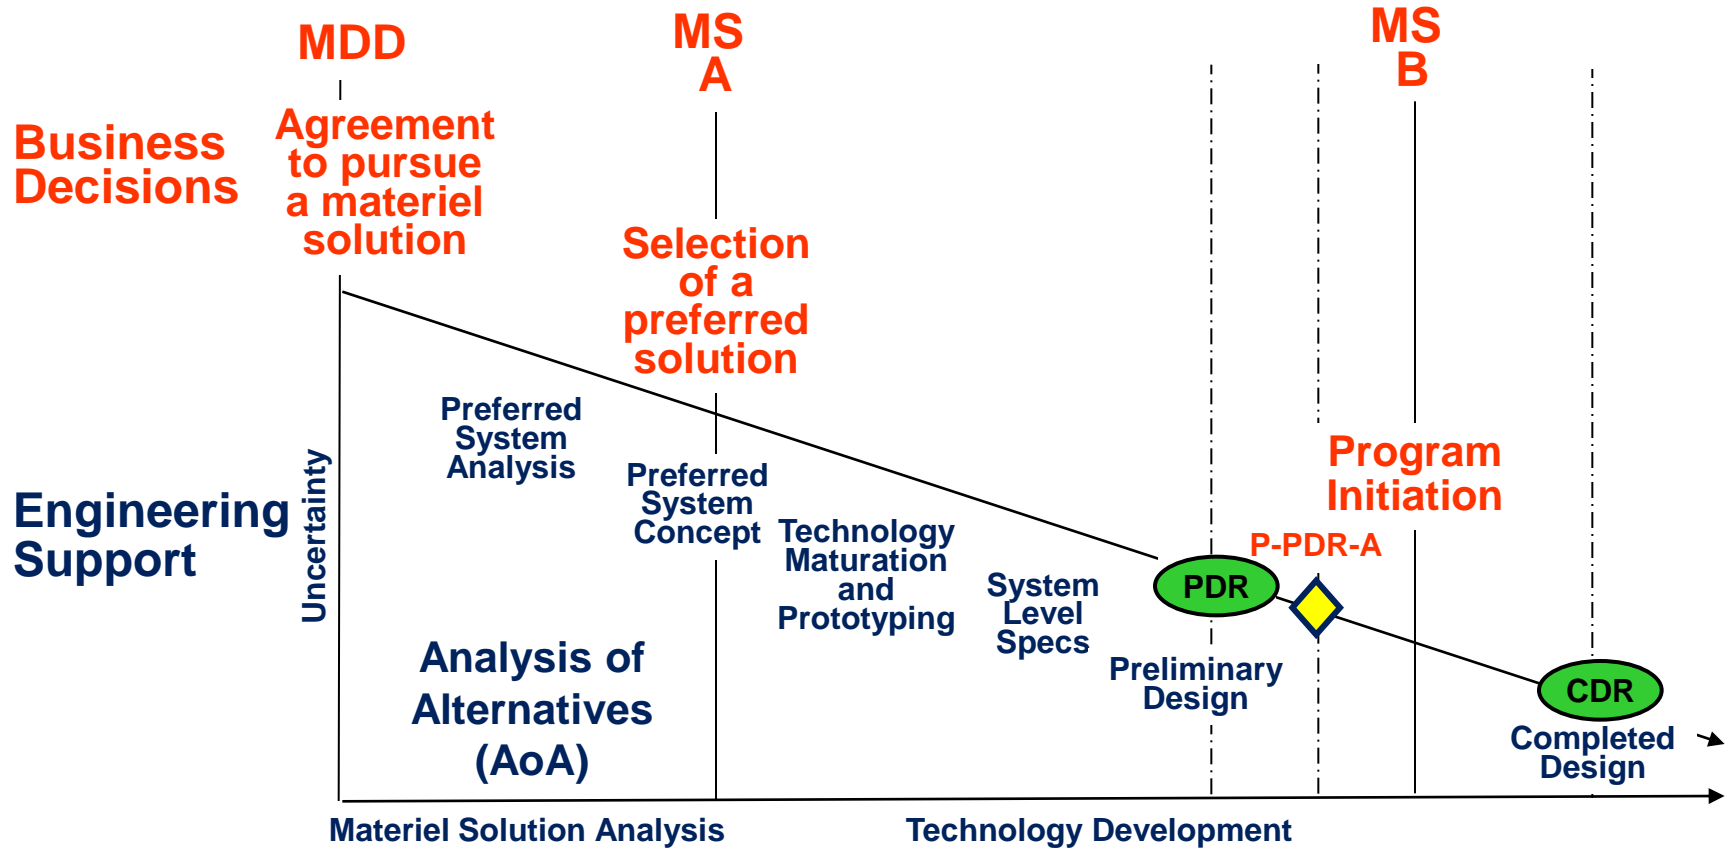 MDD
MS
A
MS
B
Business
Decisions
Agreement
to pursue
a materiel
solution
Selection
of a
preferred
solution
Program
Initiation
Engineering
Support
Uncertainty
Preferred
System
Analysis
Preferred
System
Concept
Technology
Maturation
and
Prototyping
System
Level
Specs
PDR
P-PDR-A
Preliminary
Design
CDR
Completed
Design
Analysis of
Alternatives
(AoA)
Materiel Solution Analysis
Technology Development